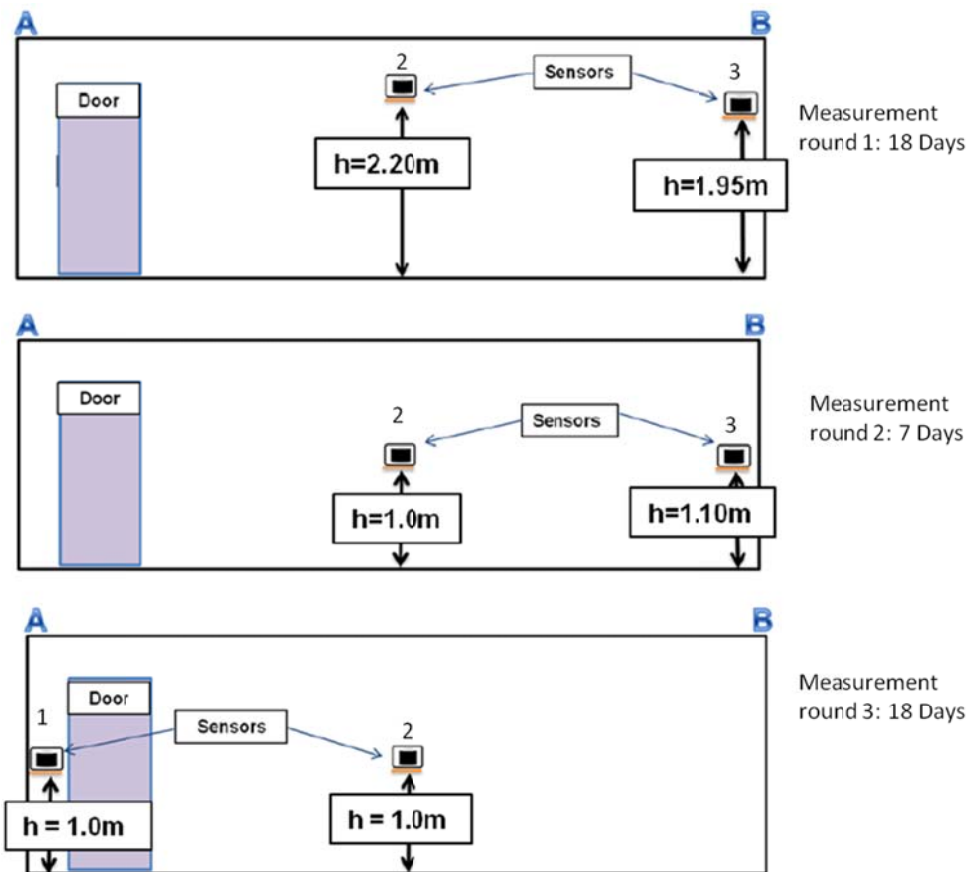 A
B
2
Sensors
3
Door
Measurement
round 1: 18 Days
h=2.20m
h=1.95m
A
B
Door
Measurement
round 2: 7 Days
2
Sensors
3
h=1.0m
h=1.10m
A
B
Door
Measurement
round 3: 18 Days
1
Sensors
2
h = 1.0m
h = 1.0m